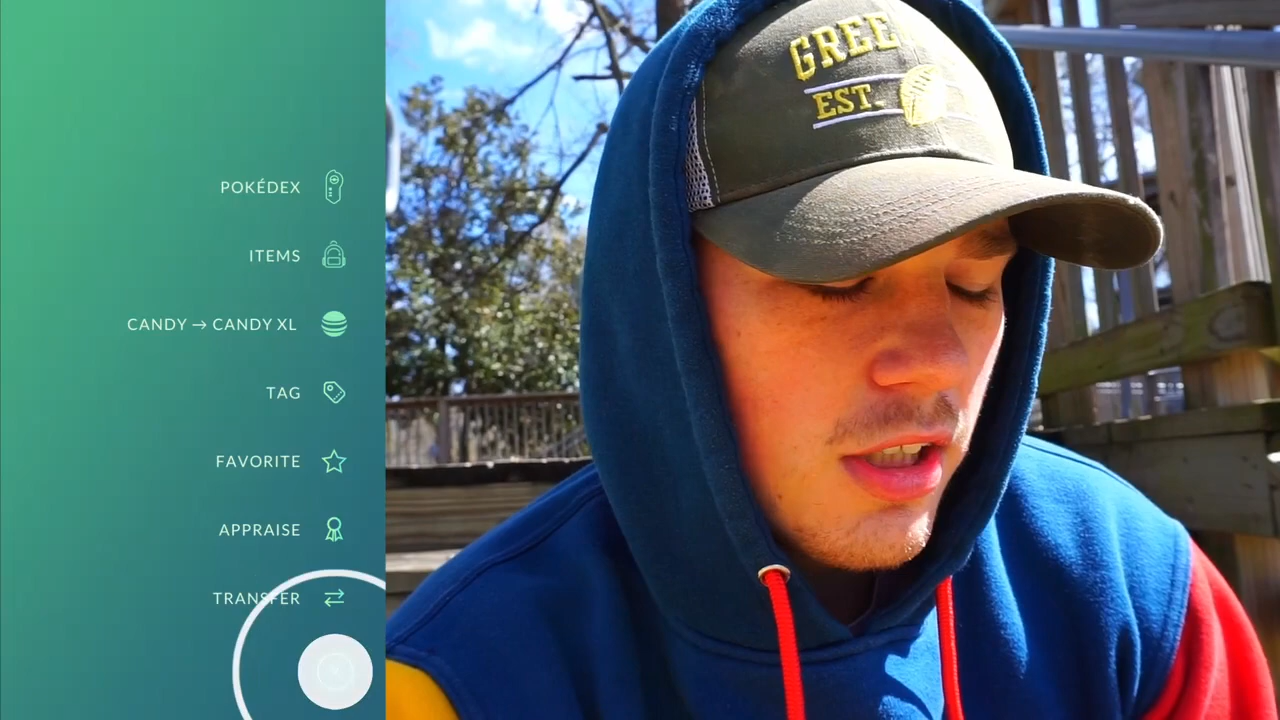 POKÉDEX
ITEMS
CANDY → CANDY XL
TAG
FAVORITE
APPRAISE
TRANSFER
GREE
EST.